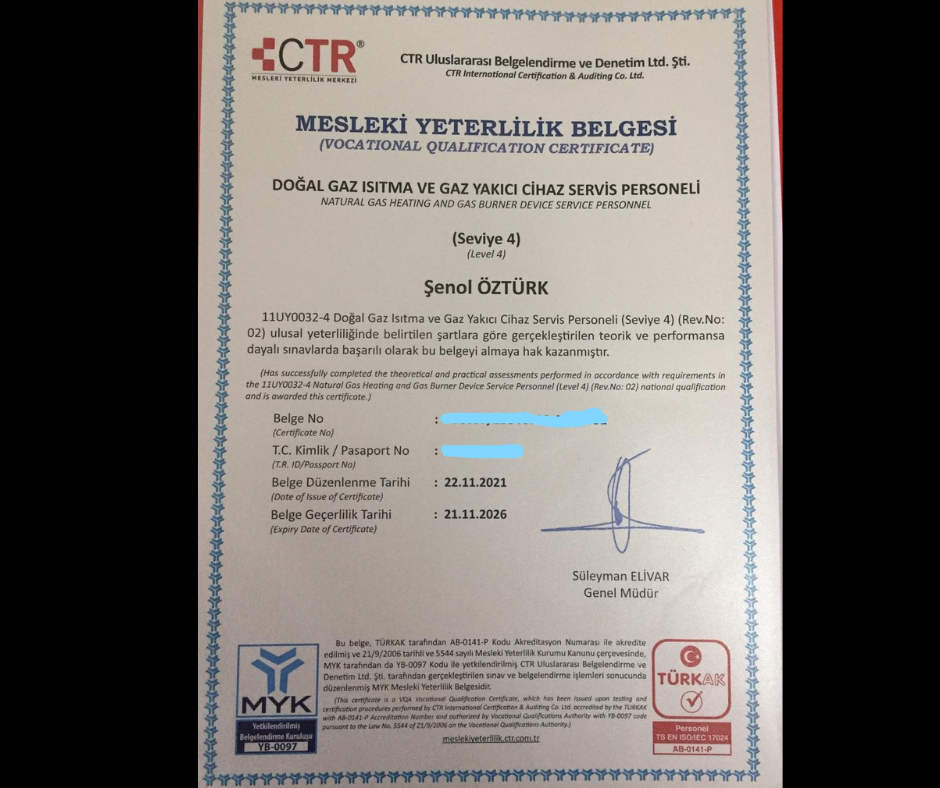 CTR®
MESLEKİ YETERLİLİK MERKEZİ
CTR Uluslararası Belgelendirme ve Denetim Ltd. Şti.
CTR International Certification & Auditing Co. Ltd.
MESLEKİ YETERLİLİK BELGESİ
(VOCATIONAL QUALIFICATION CERTIFICATE)
DOĞAL GAZ ISITMA VE GAZ YAKICI CİHAZ SERVİS PERSONELİ
NATURAL GAS HEATING AND GAS BURNER DEVICE SERVICE PERSONNEL
(Seviye 4)
(Level 4)
Şenol ÖZTÜRK
11UY0032-4 Doğal Gaz Isıtma ve Gaz Yakıcı Cihaz Servis Personeli (Seviye 4) (Rev.No:
02) ulusal yeterliliğinde belirtilen şartlara göre gerçekleştirilen teorik ve performansa
dayalı sınavlarda başarılı olarak bu belgeyi almaya hak kazanmıştır.
(Has successfully completed the theoretical and practical assessments performed in accordance with requirements in
the 11UY0032-4 Natural Gas Heating and Gas Burner Device Service Personnel (Level 4) (Rev.No: 02) national qualification
and is awarded this certificate.)
Belge No :
(Certificate No)
T.C. Kimlik / Pasaport No :
(T.R. ID/Passport No)
Belge Düzenlenme Tarihi : 22.11.2021
(Date of Issue of Certificate)
Belge Geçerlilik Tarihi : 21.11.2026
(Expiry Date of Certificate)
Süleyman ELİVAR
Genel Müdür
Bu belge, TÜRKAK tarafından AB-0141-P Kodu Akreditasyon Numarası ile akredite
edilmiş ve 21/9/2006 tarihli ve 5544 sayılı Mesleki Yeterlilik Kurumu Kanunu çerçevesinde,
MYK tarafından da YB-0097 Kodu ile yetkilendirilmiş CTR Uluslararası Belgelendirme ve
Denetim Ltd. Şti. tarafından gerçekleştirilen sınav ve belgelendirme işlemleri sonucunda
düzenlenmiş MYK Mesleki Yeterlilik Belgesidir.
(This certificate is a VQA Vocational Qualification Certificate, which has been issued upon testing and
certification procedures performed by CTR International Certification & Auditing Co. Ltd. accredited by the TURKAK
with AB-0141-P Accreditation Number and authorized by Vocational Qualifications Authority with YB-0097 code
pursuant to the Law No. 5544 of 21/9/2006 on the Vocational Qualifications Authority.)
meslekiyeterlilik.ctr.com.tr
MYK
Yetkilendirilmiş
Belgelendirme Kuruluşu
YB-0097
TÜRKAK
Personel
TS EN ISO/IEC 17024
AB-0141-P